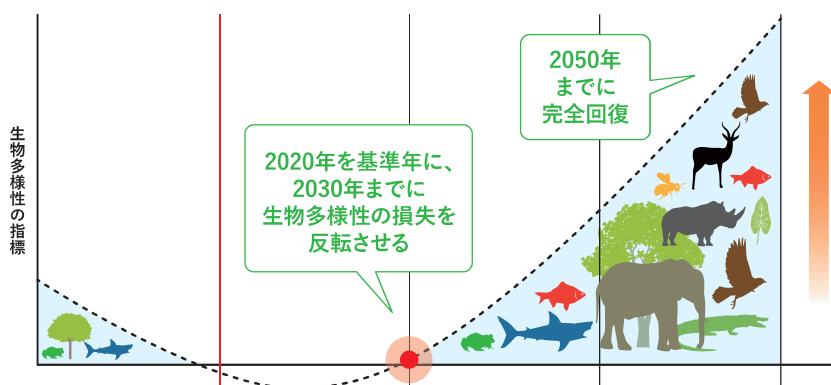 生物多様性の指標
2020年を基準年に、
2030年までに
生物多様性の損失を
反転させる
2050年
までに
完全回復